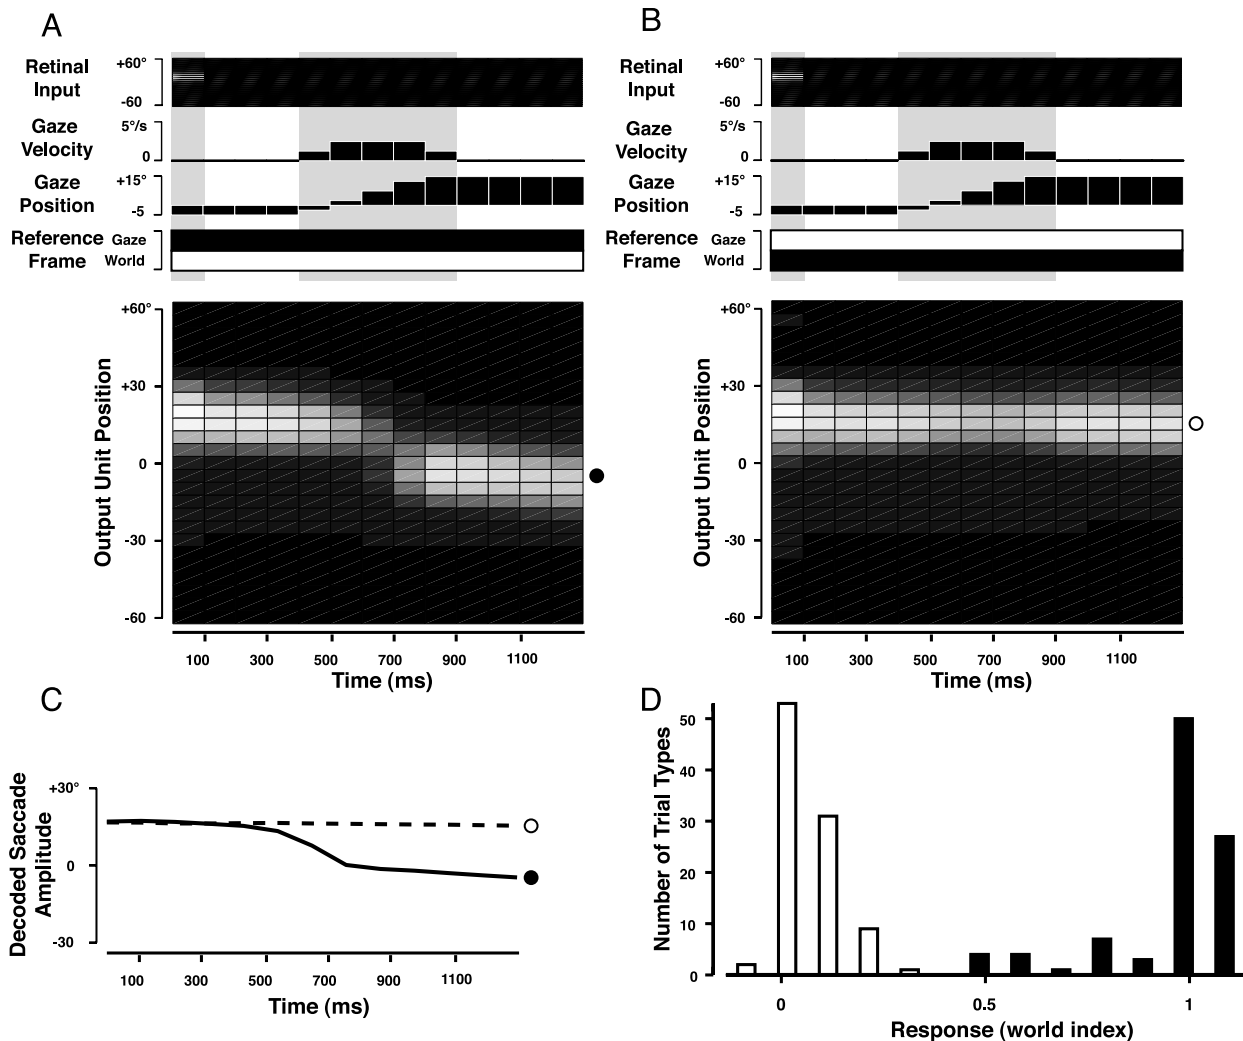 A
Retinal
Input
+60°
-60
Gaze
Velocity
5°/s
0
Gaze
Position
+15°
-5
Reference
Frame
Gaze
World
+60°
+30
0
-30
-60
Output Unit Position
100 300 500 700 900 1100
Time (ms)
B
Retinal
Input
+60°
-60
Gaze
Velocity
5°/s
0
Gaze
Position
+15°
-5
Reference
Frame
Gaze
World
+60°
+30
0
-30
-60
Output Unit Position
100 300 500 700 900 1100
Time (ms)
C
Decoded Saccade
Amplitude
+30°
0
-30
100 300 500 700 900 1100
Time (ms)
D
Number of Trial Types
50
40
30
20
10
0
0 0.5 1
Response (world index)